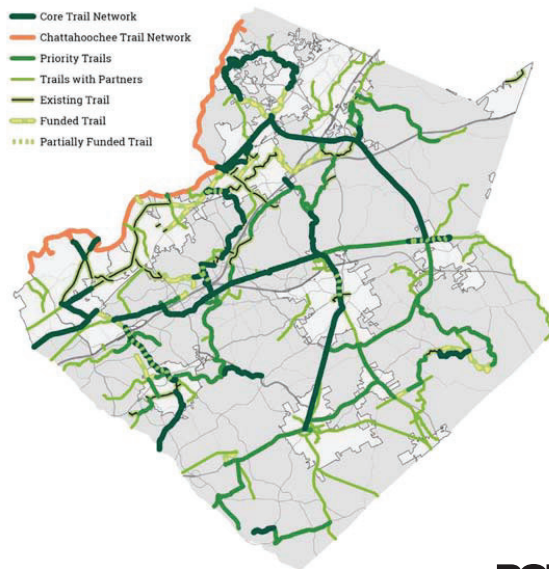 Core Trail Network
Chattahoochee Trail Network
Priority Trails
Trails with Partners
Existing Trail
Funded Trail
Partially Funded Trail